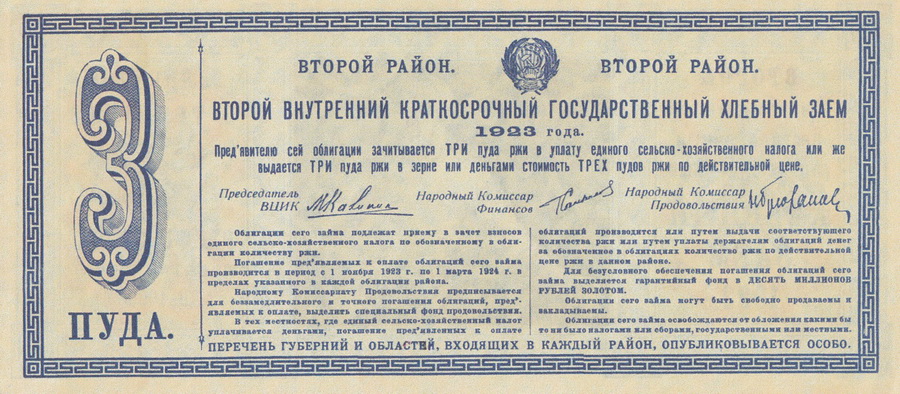 3
ПУДА.
ВТОРОЙ РАЙОН.
ВТОРОЙ РАЙОН.
ВТОРОЙ ВНУТРЕННИЙ КРАТКОСРОЧНЫЙ ГОСУДАРСТВЕННЫЙ ХЛЕБНЫЙ ЗАЕМ
1923 года.
Пред'явителю сей облигации зачитывается ТРИ пуда ржи в уплату единого сельско-хозяйственного налога или же
выдается ТРИ пуда ржи в зерне или деньгами стоимость ТРЕХ пудов ржи по действительной цене.
Председатель
ВЦИК
Народный Комиссар
Финансов
Народный Комиссар
Продовольствия
Облигации сего займа подлежат приему в зачет взносов
единого сельско-хозяйственного налога по обозначенному в обли-
гации количеству ржи.
Погашение пред'являемых к оплате облигаций сего займа
производится в период с 1 ноября 1923 г. по 1 марта 1924 г. в
пределах указанного в каждой облигации района.
Народному Комиссариату Продовольствия предписывается
для беззамедлительного и точного погашения облигаций, пред'-
являемых к оплате, выделить специальный фонд продовольствия.
В тех местностях, где единый сельско-хозяйственный налог
уплачивается деньгами, погашение пред'явленных к оплате
облигаций производится или путем выдачи соответствующего
количества ржи или путем уплаты держателям облигаций денег
за обозначенное в облигациях количество ржи по действительной
цене ржи в данном районе.
Для безусловного обеспечения погашения облигаций сего
займа выделяется гарантийный фонд в ДЕСЯТЬ МИЛЛИОНОВ
РУБЛЕЙ ЗОЛОТОМ.
Облигации сего займа могут быть свободно продаваемы и
закладываемы.
Облигации сего займа освобождаются от обложения какими бы
то ни было налогами или сборами, государственными или местными.
ПЕРЕЧЕНЬ ГУБЕРНИЙ И ОБЛАСТЕЙ, ВХОДЯЩИХ В КАЖДЫЙ РАЙОН, ОПУБЛИКОВЫВАЕТСЯ ОСОБО.